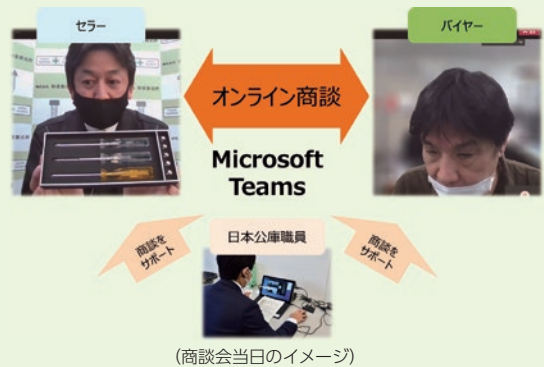 セラー
バイヤー
オンライン商談
Microsoft
Teams
日本公庫職員
商談を
サポート
商談を
サポート
(商談会当日のイメージ)